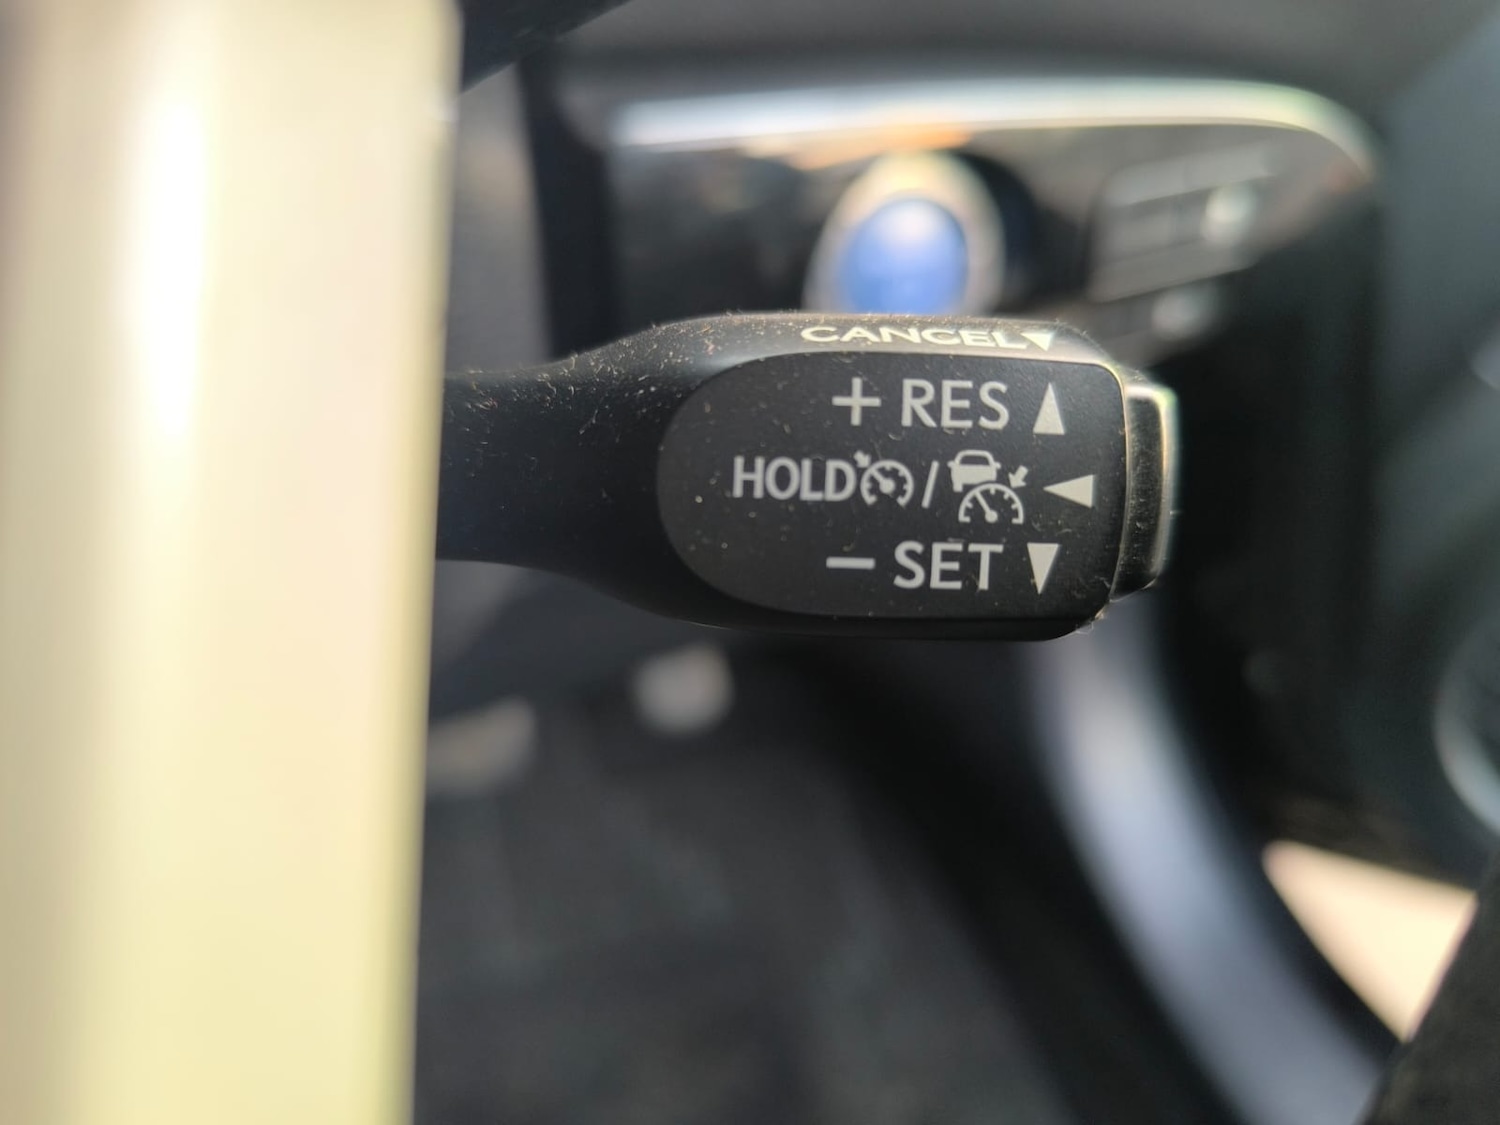 CANCEL▼
+ RES ▲
HOLD / ◀
− SET ▼